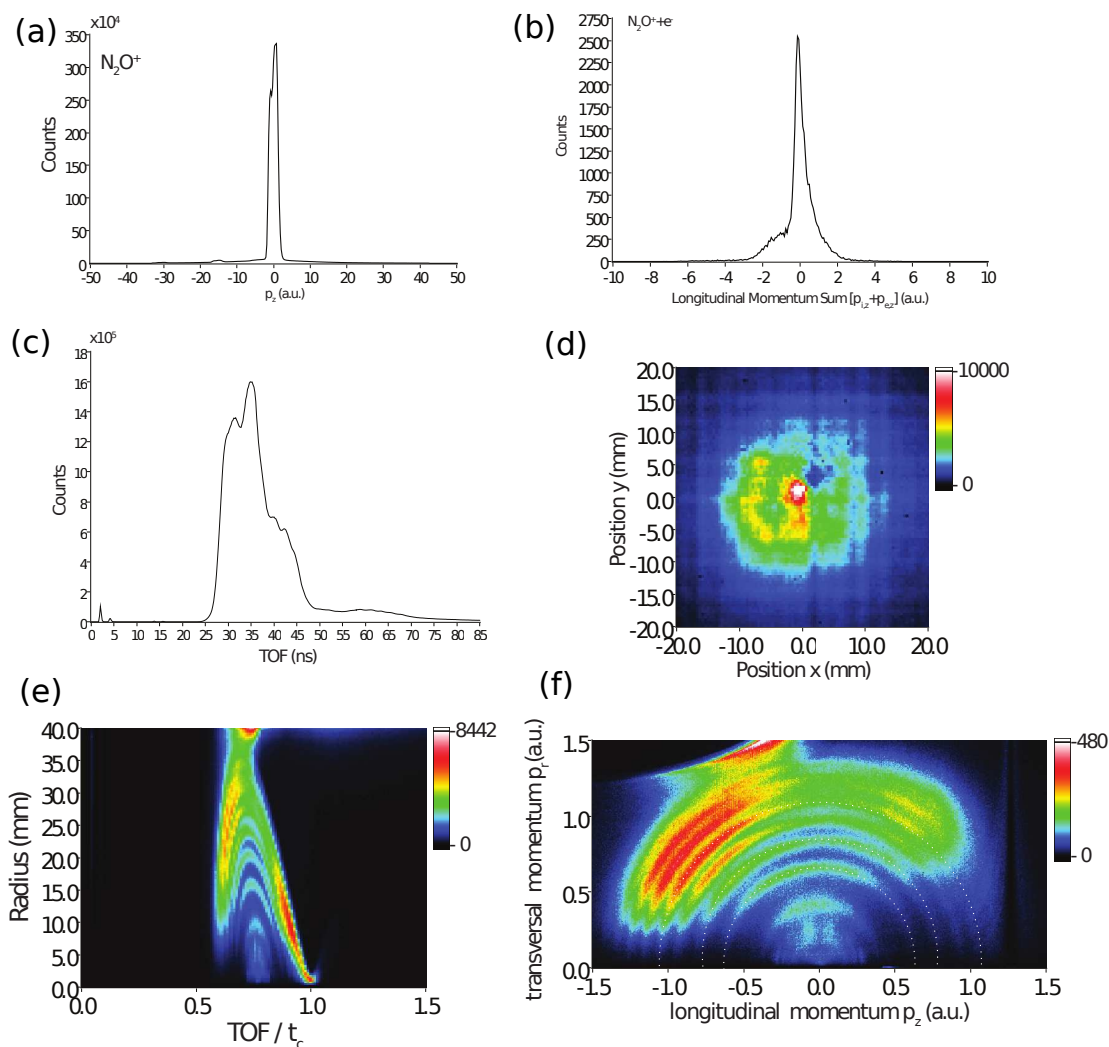 (a)
x10⁴
N₂O⁺
350
300
250
200
150
100
50
0
Counts
-50 -40 -30 -20 -10 0 10 20 30 40 50
p_z (a.u.)
(b)
N₂O⁺+e⁻
2750
2500
2250
2000
1750
1500
1250
1000
750
500
250
0
Counts
-10 -8 -6 -4 -2 0 2 4 6 8 10
Longitudinal Momentum Sum [p_i,z+p_e,z] (a.u.)
(c)
x10⁵
18
16
14
12
10
8
6
4
2
0
Counts
0 5 10 15 20 25 30 35 40 45 50 55 60 65 70 75 80 85
TOF (ns)
(d)
20.0
15.0
10.0
5.0
0.0
-5.0
-10.0
-15.0
-20.0
Position y (mm)
-20.0 -10.0 0.0 10.0 20.0
Position x (mm)
10000
0
(e)
40.0
35.0
30.0
25.0
20.0
15.0
10.0
5.0
0.0
Radius (mm)
0.0 0.5 1.0 1.5
TOF / t_c
8442
0
(f)
1.5
1.0
0.5
0.0
transversal momentum p_r (a.u.)
-1.5 -1.0 -0.5 0.0 0.5 1.0 1.5
longitudinal momentum p_z (a.u.)
480
0